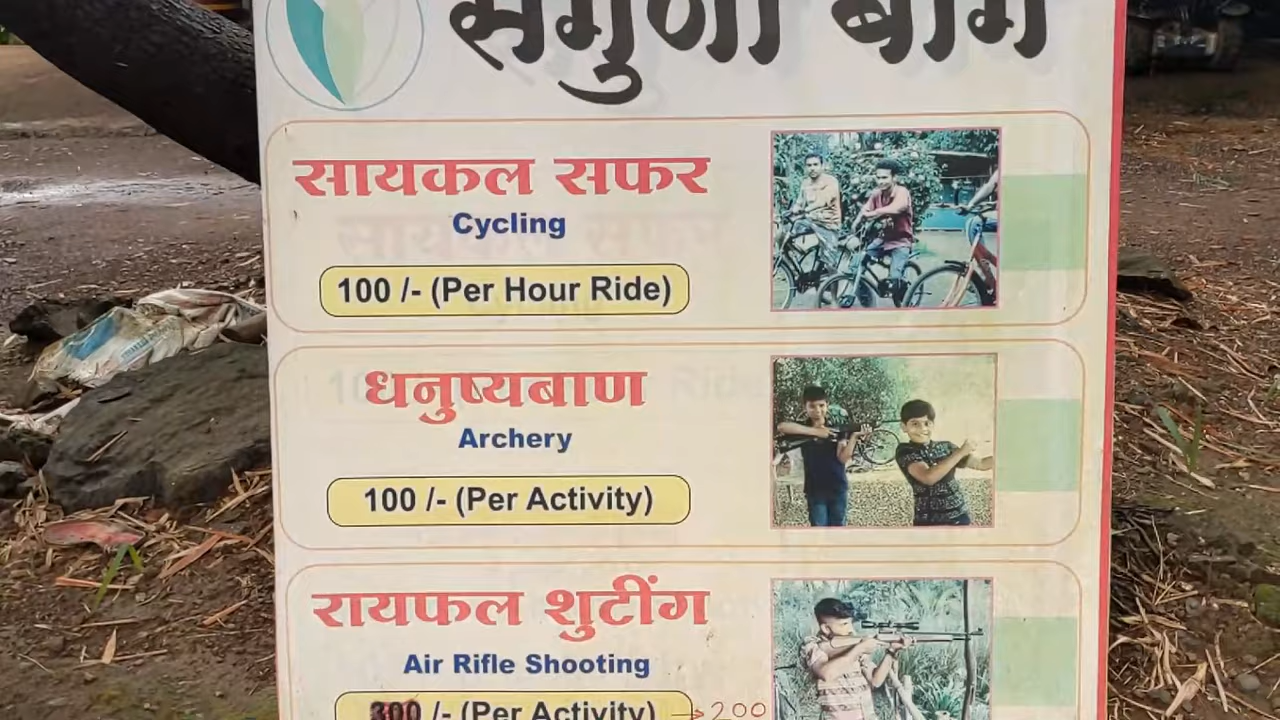 सगुणा बाग
सायकल सफर
Cycling
100 /- (Per Hour Ride)
धनुष्यबाण
Archery
100 /- (Per Activity)
रायफल शुटींग
Air Rifle Shooting
300 /- (Per Activity) → 200